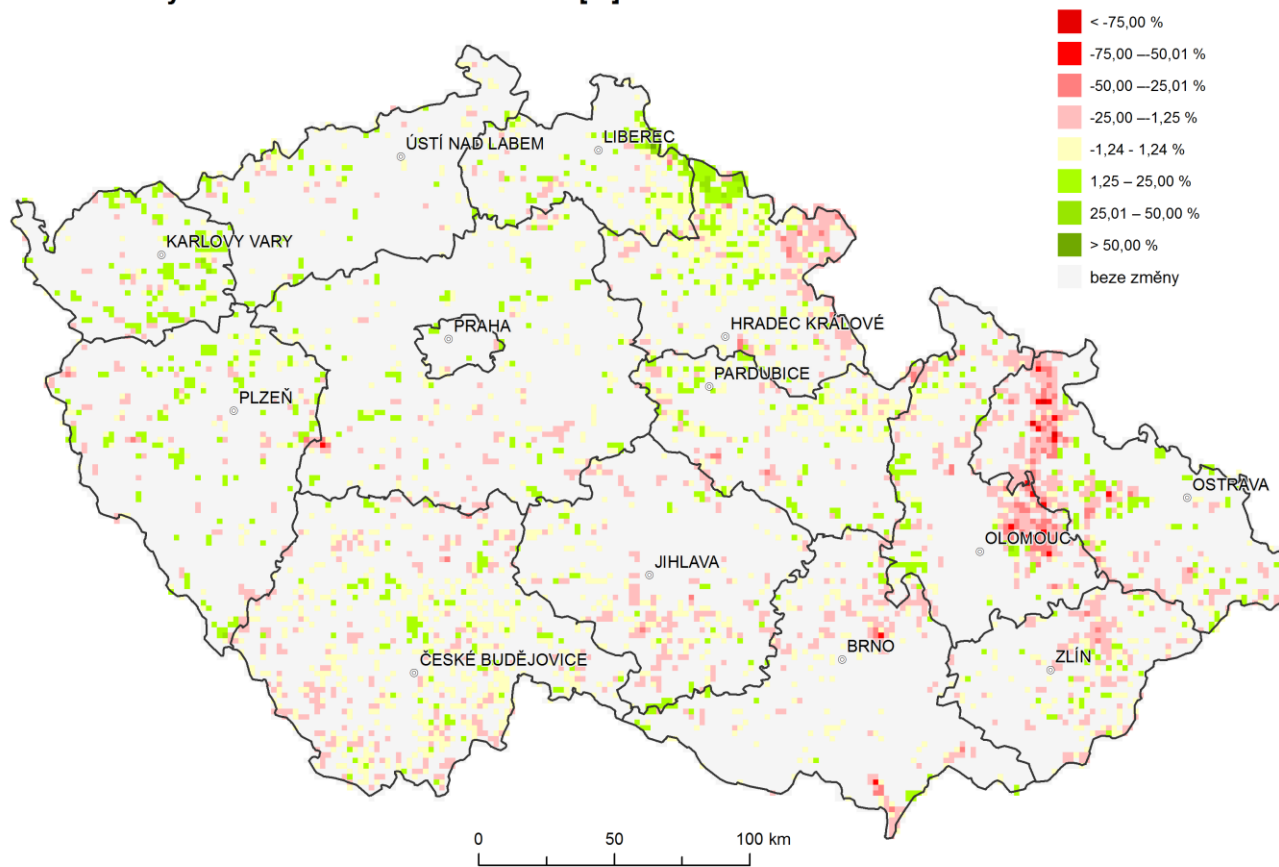 < -75,00 %
-75,00 –-50,01 %
-50,00 –-25,01 %
-25,00 –-1,25 %
-1,24 - 1,24 %
1,25 – 25,00 %
25,01 – 50,00 %
> 50,00 %
beze změny
ÚSTÍ NAD LABEM
LIBEREC
KARLOVY VARY
PRAHA
HRADEC KRÁLOVÉ
PARDUBICE
PLZEŇ
OSTRAVA
OLOMOUC
JIHLAVA
BRNO
ČESKÉ BUDĚJOVICE
ZLÍN
0 50 100 km